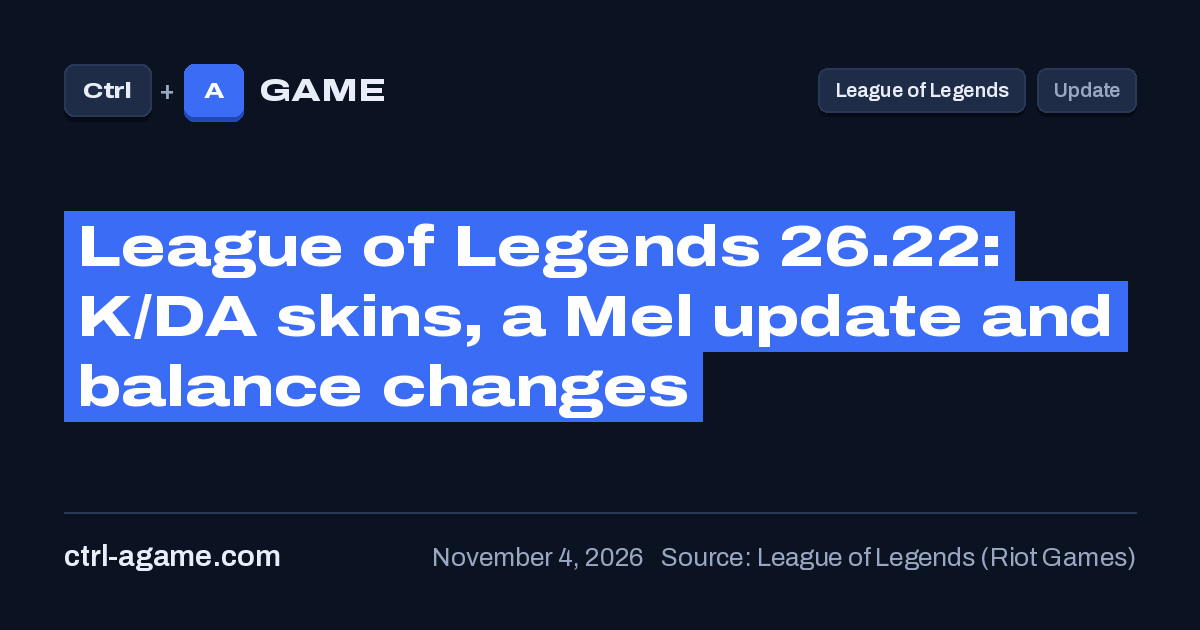 Ctrl + A GAME
League of Legends Update
League of Legends 26.22:
K/DA skins, a Mel update and
balance changes
ctrl-agame.com
November 4, 2026 Source: League of Legends (Riot Games)